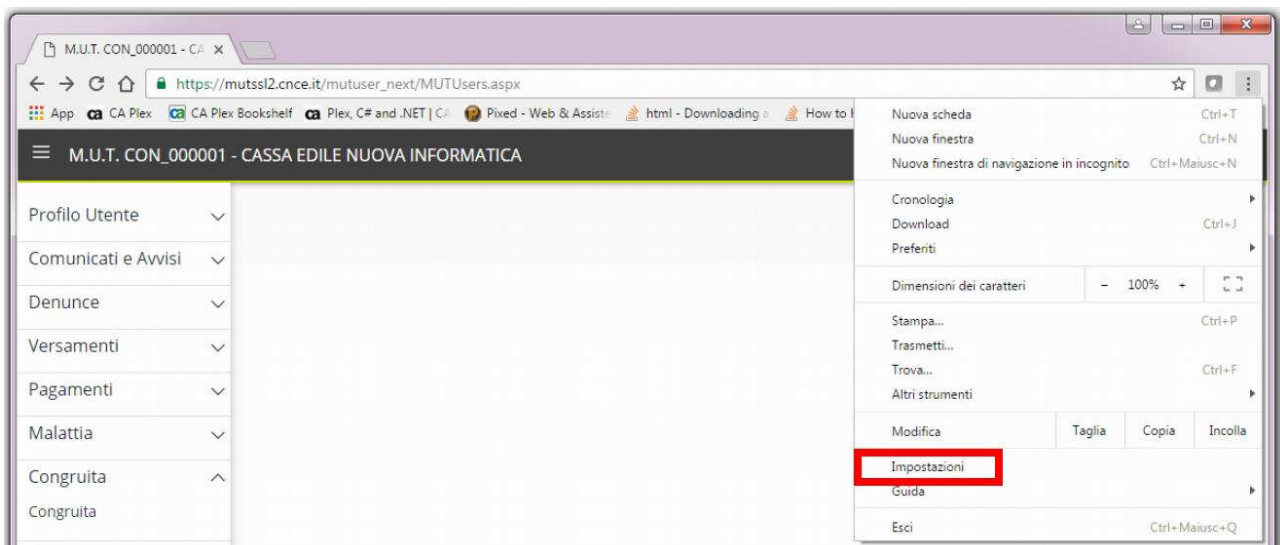 M.U.T. CON_000001 - CA
https://mutssl2.cnce.it/mutuser_next/MUTUsers.aspx
App CA Plex CA Plex Bookshelf Plex, C# and .NET | CA Pixed - Web & Assiste html - Downloading a How to
M.U.T. CON_000001 - CASSA EDILE NUOVA INFORMATICA
Profilo Utente
Comunicati e Avvisi
Denunce
Versamenti
Pagamenti
Malattia
Congruita
Congruita
Nuova scheda Ctrl+T
Nuova finestra Ctrl+N
Nuova finestra di navigazione in incognito Ctrl+Maiusc+N
Cronologia
Download Ctrl+J
Preferiti
Dimensioni dei caratteri - 100% +
Stampa... Ctrl+P
Trasmetti...
Trova... Ctrl+F
Altri strumenti
Modifica Taglia Copia Incolla
Impostazioni
Guida
Esci Ctrl+Maiusc+Q